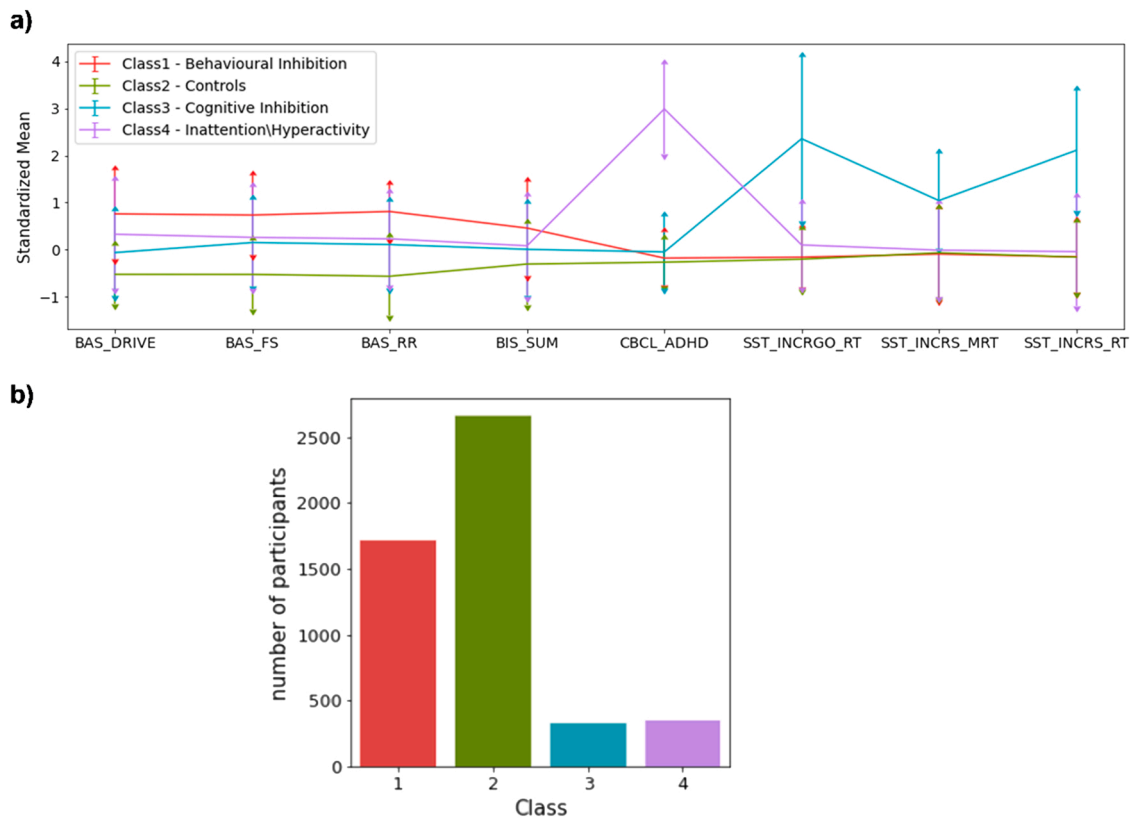 a)
Class1 - Behavioural Inhibition
Class2 - Controls
Class3 - Cognitive Inhibition
Class4 - Inattention\Hyperactivity
Standardized Mean
4
3
2
1
0
−1
BAS_DRIVE BAS_FS BAS_RR BIS_SUM CBCL_ADHD SST_INCRGO_RT SST_INCRS_MRT SST_INCRS_RT
b)
number of participants
2500
2000
1500
1000
500
0
1 2 3 4
Class